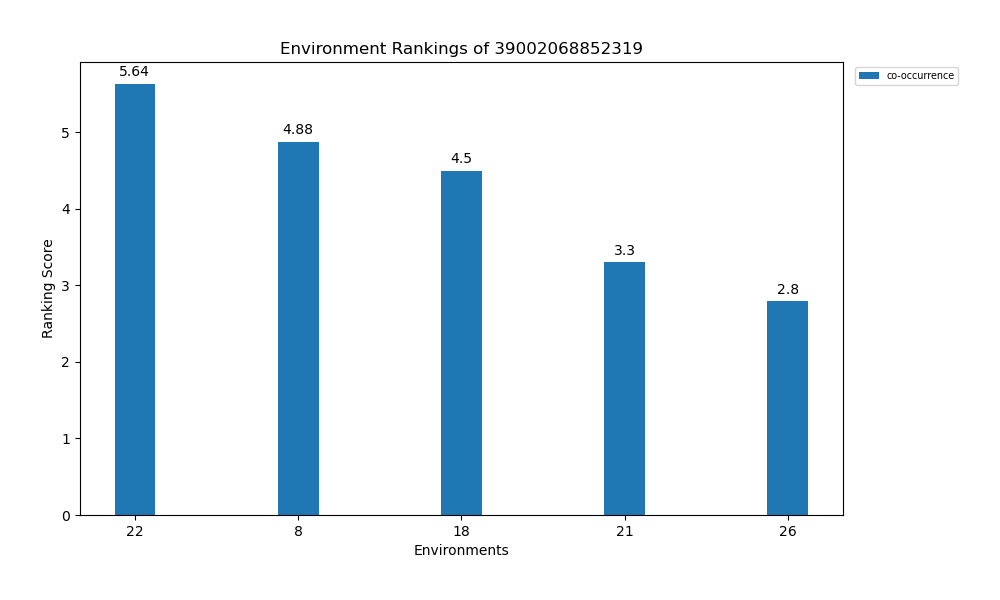 Environment Rankings of 39002068852319
co-occurrence
5.64
4.88
4.5
3.3
2.8
Ranking Score
5
4
3
2
1
0
22 8 18 21 26
Environments